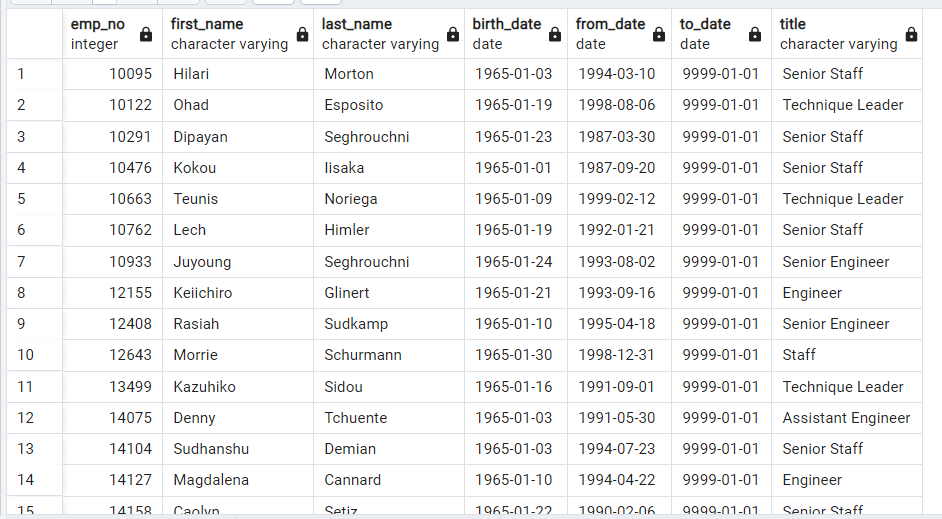 emp_no first_name last_name birth_date from_date to_date title
integer character varying character varying date date date character varying
1 10095 Hilari Morton 1965-01-03 1994-03-10 9999-01-01 Senior Staff
2 10122 Ohad Esposito 1965-01-19 1998-08-06 9999-01-01 Technique Leader
3 10291 Dipayan Seghrouchni 1965-01-23 1987-03-30 9999-01-01 Senior Staff
4 10476 Kokou Iisaka 1965-01-01 1987-09-20 9999-01-01 Senior Staff
5 10663 Teunis Noriega 1965-01-09 1999-02-12 9999-01-01 Technique Leader
6 10762 Lech Himler 1965-01-19 1992-01-21 9999-01-01 Senior Staff
7 10933 Juyoung Seghrouchni 1965-01-24 1993-08-02 9999-01-01 Senior Engineer
8 12155 Keiichiro Glinert 1965-01-21 1993-09-16 9999-01-01 Engineer
9 12408 Rasiah Sudkamp 1965-01-10 1995-04-18 9999-01-01 Senior Engineer
10 12643 Morrie Schurmann 1965-01-30 1998-12-31 9999-01-01 Staff
11 13499 Kazuhiko Sidou 1965-01-16 1991-09-01 9999-01-01 Technique Leader
12 14075 Denny Tchuente 1965-01-03 1991-05-30 9999-01-01 Assistant Engineer
13 14104 Sudhanshu Demian 1965-01-03 1994-07-23 9999-01-01 Senior Staff
14 14127 Magdalena Cannard 1965-01-10 1994-04-22 9999-01-01 Engineer
15 14158 Caolyn Setiz 1965-01-22 1990-02-06 9999-01-01 Senior Staff